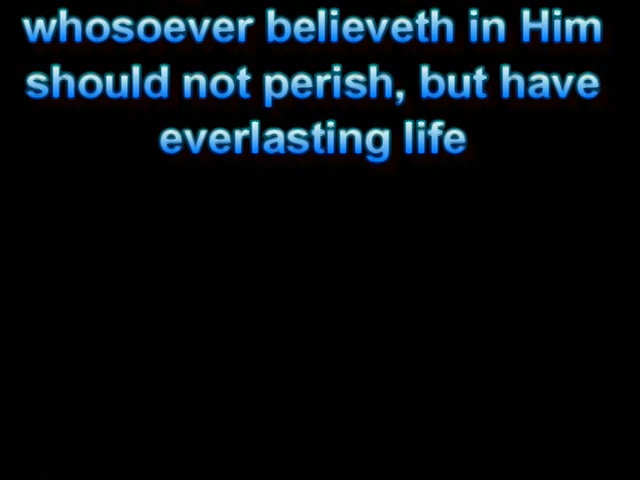 whosoever believeth in Him
should not perish, but have
everlasting life